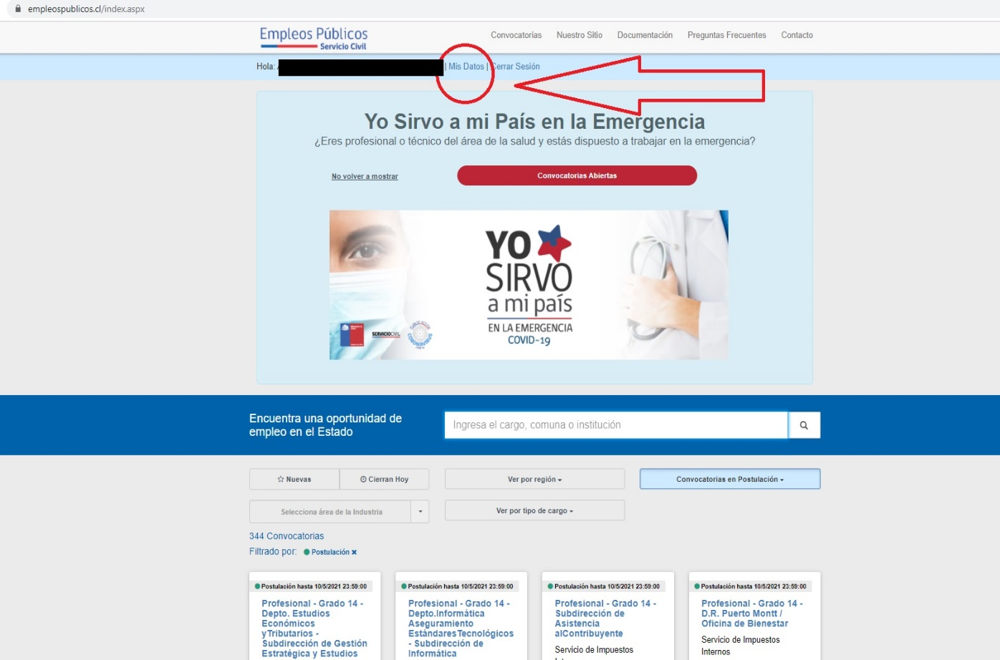 empleospublicos.cl/index.aspx
Empleos Públicos
Servicio Civil
Convocatorias Nuestro Sitio Documentación Preguntas Frecuentes Contacto
Hola: | Mis Datos | Cerrar Sesión
Yo Sirvo a mi País en la Emergencia
¿Eres profesional o técnico del área de la salud y estás dispuesto a trabajar en la emergencia?
No volver a mostrar Convocatorias Abiertas
YO
SIRVO
a mi país
EN LA EMERGENCIA
COVID-19
SERVICIO CIVIL
Encuentra una oportunidad de
empleo en el Estado
Ingresa el cargo, comuna o institución
Nuevas Cierran Hoy Ver por región Convocatorias en Postulación
Selecciona área de la Industria Ver por tipo de cargo
344 Convocatorias
Filtrado por: Postulación x
Postulación hasta 10/5/2021 23:59:00
Profesional - Grado 14 -
Depto. Estudios
Económicos
yTributarios -
Subdirección de Gestión
Estratégica y Estudios
Postulación hasta 10/5/2021 23:59:00
Profesional - Grado 14 -
Depto.Informática
Aseguramiento
EstándaresTecnológicos
- Subdirección de
Informática
Postulación hasta 10/5/2021 23:59:00
Profesional - Grado 14 -
Subdirección de
Asistencia
alContribuyente
Servicio de Impuestos
Postulación hasta 10/5/2021 23:59:00
Profesional - Grado 14 -
D.R. Puerto Montt /
Oficina de Bienestar
Servicio de Impuestos
Internos